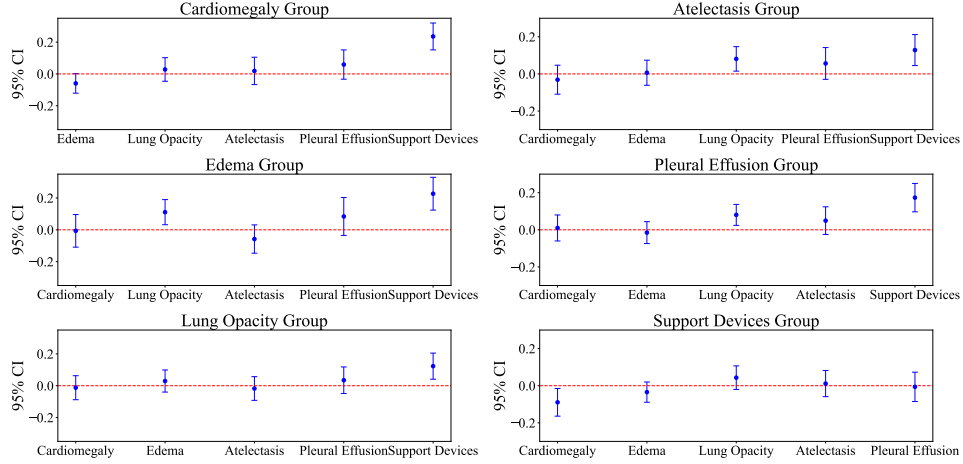 Cardiomegaly Group
95% CI
0.2
0.0
−0.2
Edema Lung Opacity Atelectasis Pleural Effusion Support Devices
Atelectasis Group
95% CI
0.2
0.0
−0.2
Cardiomegaly Edema Lung Opacity Pleural Effusion Support Devices
Edema Group
95% CI
0.2
0.0
−0.2
Cardiomegaly Lung Opacity Atelectasis Pleural Effusion Support Devices
Pleural Effusion Group
95% CI
0.2
0.0
−0.2
Cardiomegaly Edema Lung Opacity Atelectasis Support Devices
Lung Opacity Group
95% CI
0.2
0.0
−0.2
Cardiomegaly Edema Atelectasis Pleural Effusion Support Devices
Support Devices Group
95% CI
0.2
0.0
−0.2
Cardiomegaly Edema Lung Opacity Atelectasis Pleural Effusion